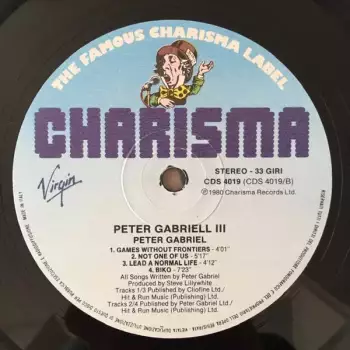 THE FAMOUS CHARISMA LABEL
CHARISMA
Virgin
STEREO - 33 GIRI
CDS 4019 (CDS 4019/B)
Ⓟ 1980 Charisma Records Ltd.
PETER GABRIELL III
PETER GABRIEL
1: GAMES WITHOUT FRONTIERS - 4'01"
2: NOT ONE OF US - 5'17"
3: LEAD A NORMAL LIFE - 4'12"
4: BIKO - 7'23"
All Songs Written by Peter Gabriel
Produced by Steve Lillywhite
Tracks 1/3 Published by Cliofine Ltd./
Hit & Run Music (Publishing) Ltd.
Tracks 2/4 Published by Gabriel Ltd./
Hit & Run Music (Publishing) Ltd.